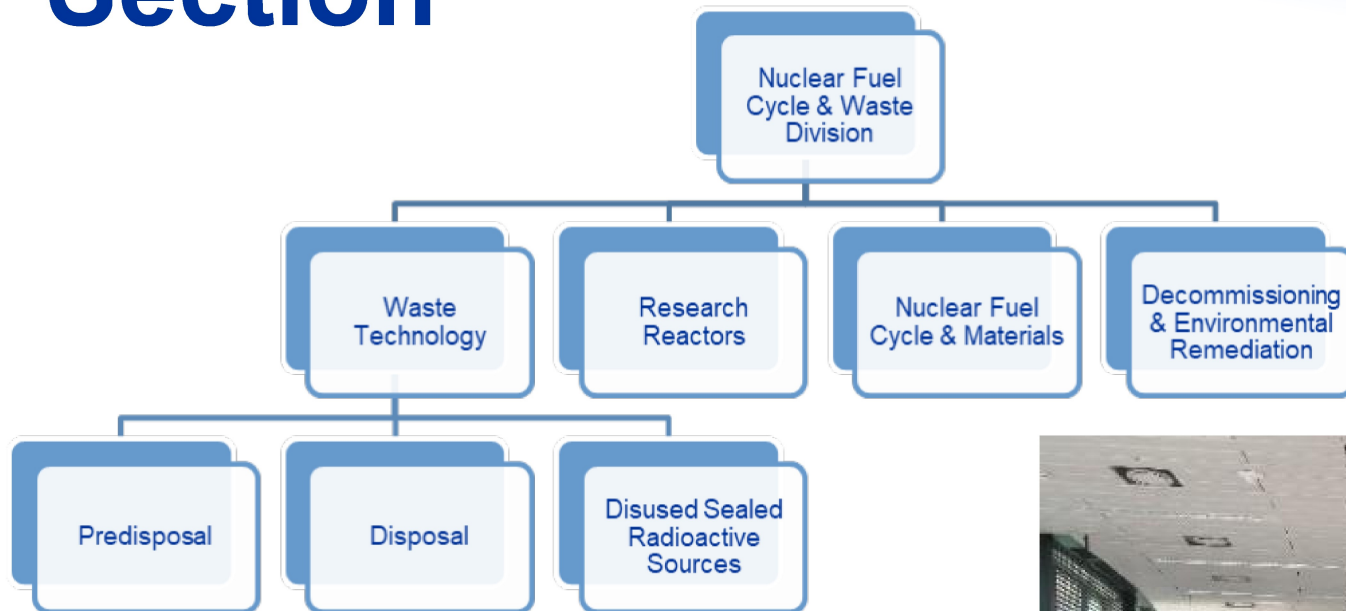 Section
Nuclear Fuel
Cycle & Waste
Division
Waste
Technology
Research
Reactors
Nuclear Fuel
Cycle & Materials
Decommissioning
& Environmental
Remediation
Predisposal
Disposal
Disused Sealed
Radioactive
Sources